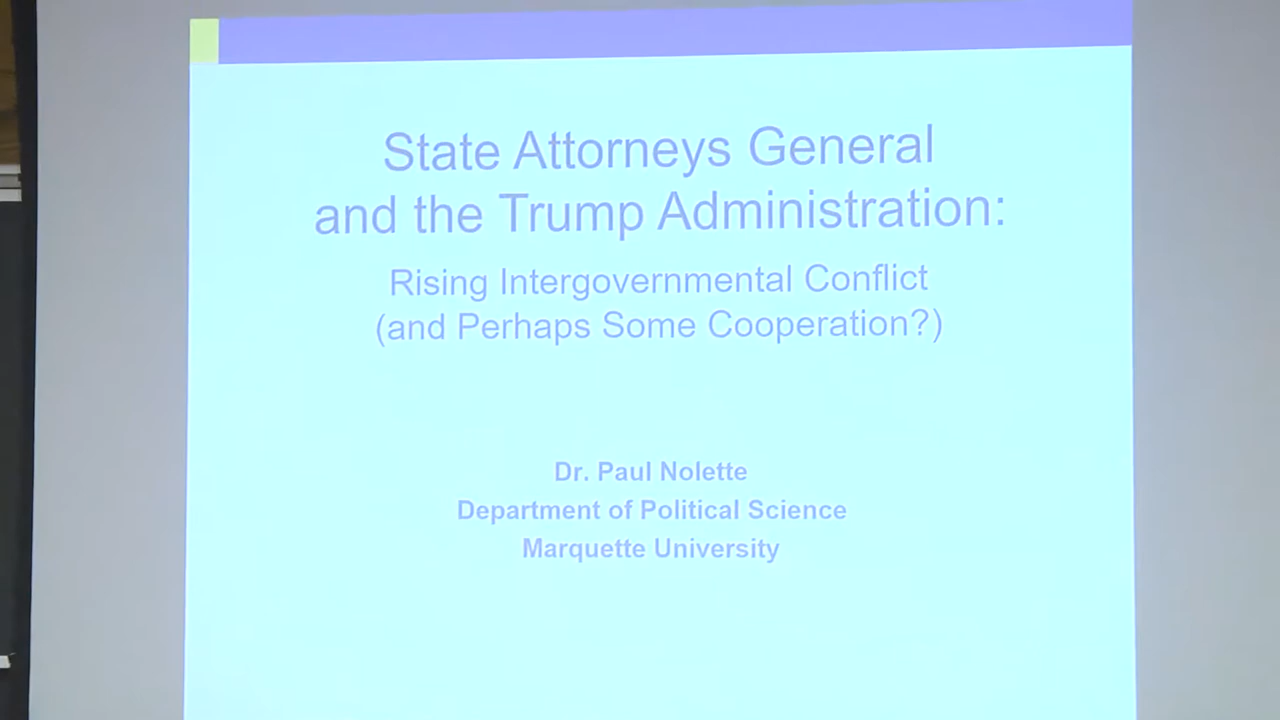 State Attorneys General
and the Trump Administration:
Rising Intergovernmental Conflict
(and Perhaps Some Cooperation?)
Dr. Paul Nolette
Department of Political Science
Marquette University